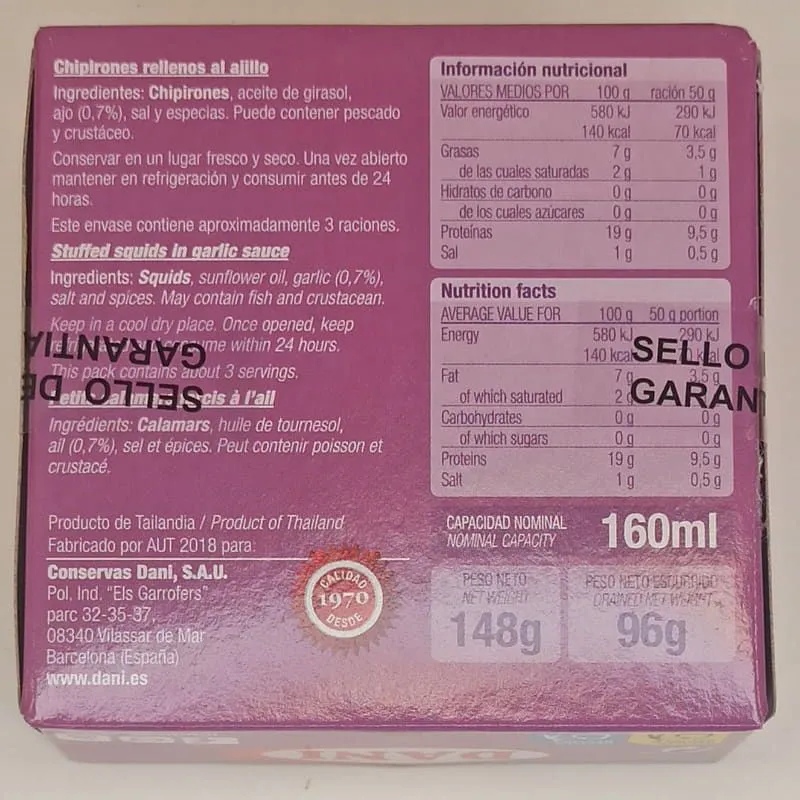 Chipirones rellenos al ajillo
Ingredientes: Chipirones, aceite de girasol,
ajo (0,7%), sal y especias. Puede contener pescado
y crustáceo.
Conservar en un lugar fresco y seco. Una vez abierto
mantener en refrigeración y consumir antes de 24
horas.
Este envase contiene aproximadamente 3 raciones.
Stuffed squids in garlic sauce
Ingredients: Squids, sunflower oil, garlic (0,7%),
salt and spices. May contain fish and crustacean.
Keep in a cool dry place. Once opened, keep
me within 24 hours.
This pack contains about 3 servings.
cis à l'ail
Ingrédients: Calamars, huile de tournesol,
ail (0,7%), sel et épices. Peut contenir poisson et
crustacé.
SELLO DE
GARANTIA
Producto de Tailandia / Product of Thailand
Fabricado por AUT 2018 para:
Conservas Dani, S.A.U.
Pol. Ind. "Els Garrofers"
parc 32-35-37,
08340 Vilassar de Mar
Barcelona (España)
www.dani.es
CALIDAD
1970
DESDE
Información nutricional
VALORES MEDIOS POR 100 g ración 50 g
Valor energético 580 kJ 290 kJ
140 kcal 70 kcal
Grasas 7 g 3,5 g
de las cuales saturadas 2 g 1 g
Hidratos de carbono 0 g 0 g
de los cuales azúcares 0 g 0 g
Proteínas 19 g 9,5 g
Sal 1 g 0,5 g
Nutrition facts
AVERAGE VALUE FOR 100 g 50 g portion
Energy 580 kJ 290 kJ
140 kcal
Fat 7 g 3,5 g
of which saturated 2
Carbohydrates 0 g 0 g
of which sugars 0 g 0 g
Proteins 19 g 9,5 g
Salt 1 g 0,5 g
SELLO
GARAN
CAPACIDAD NOMINAL 160ml
NOMINAL CAPACITY
PESO NETO
NET WEIGHT
148g
PESO NETO ESCURRIDO
DRAINED NET WEIGHT
96g
DANI